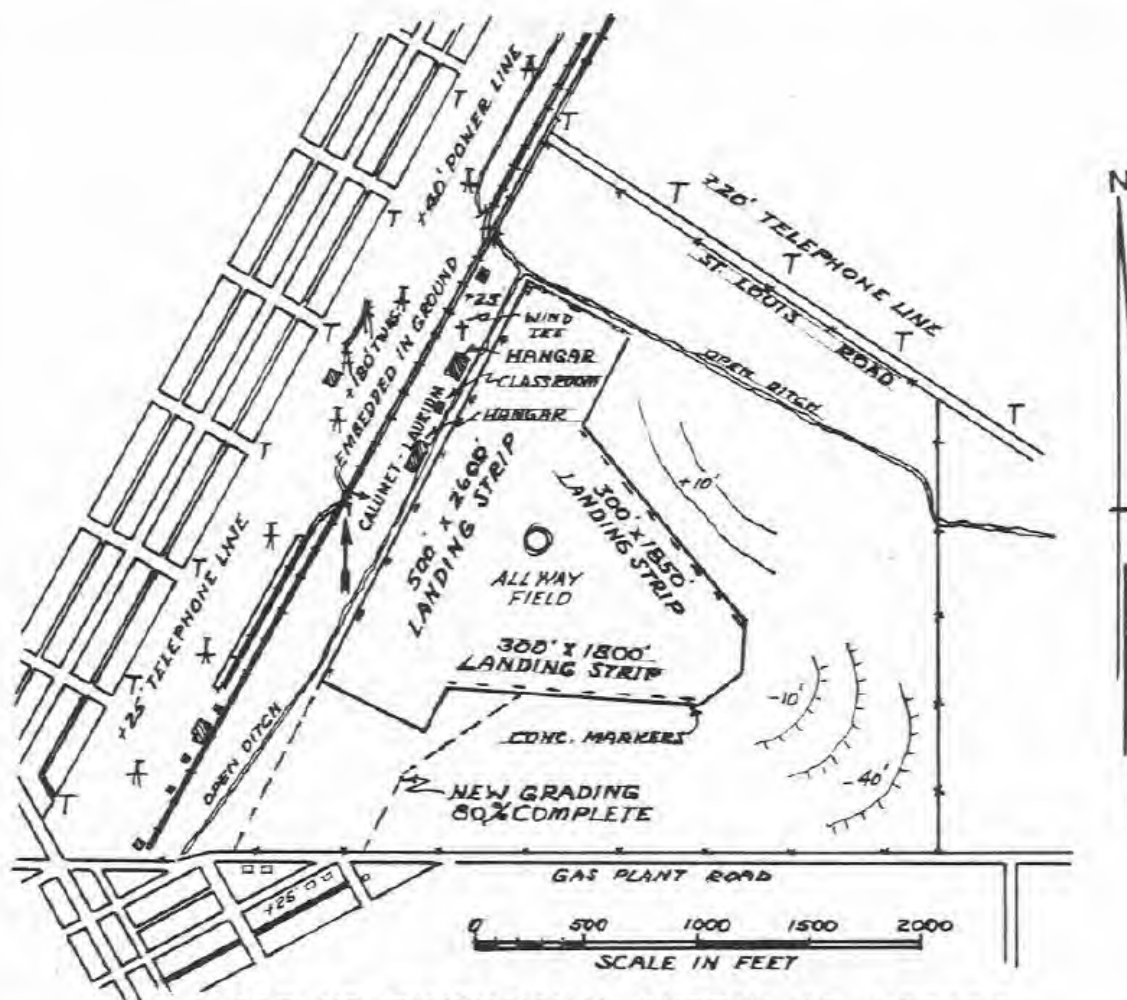 N
+40' POWER LINE
T
T
T
T
T
T
T
T
T
T
T
T
20' TELEPHONE LINE
ST. LOUIS
ROAD
OPEN DITCH
EMBEDDED IN GROUND
CALUMET - LAURIUM
+25'
WIND
TEE
HANGAR
CLASSROOM
HANGAR
500' X 2600'
LANDING STRIP
300' X 1850'
LANDING STRIP
+10'
ALL WAY
FIELD
300' X 1800'
LANDING STRIP
CONC. MARKERS
-10'
-40'
+25' TELEPHONE LINE
OPEN DITCH
NEW GRADING
80% COMPLETE
GAS PLANT ROAD
+25'
0 500 1000 1500 2000
SCALE IN FEET